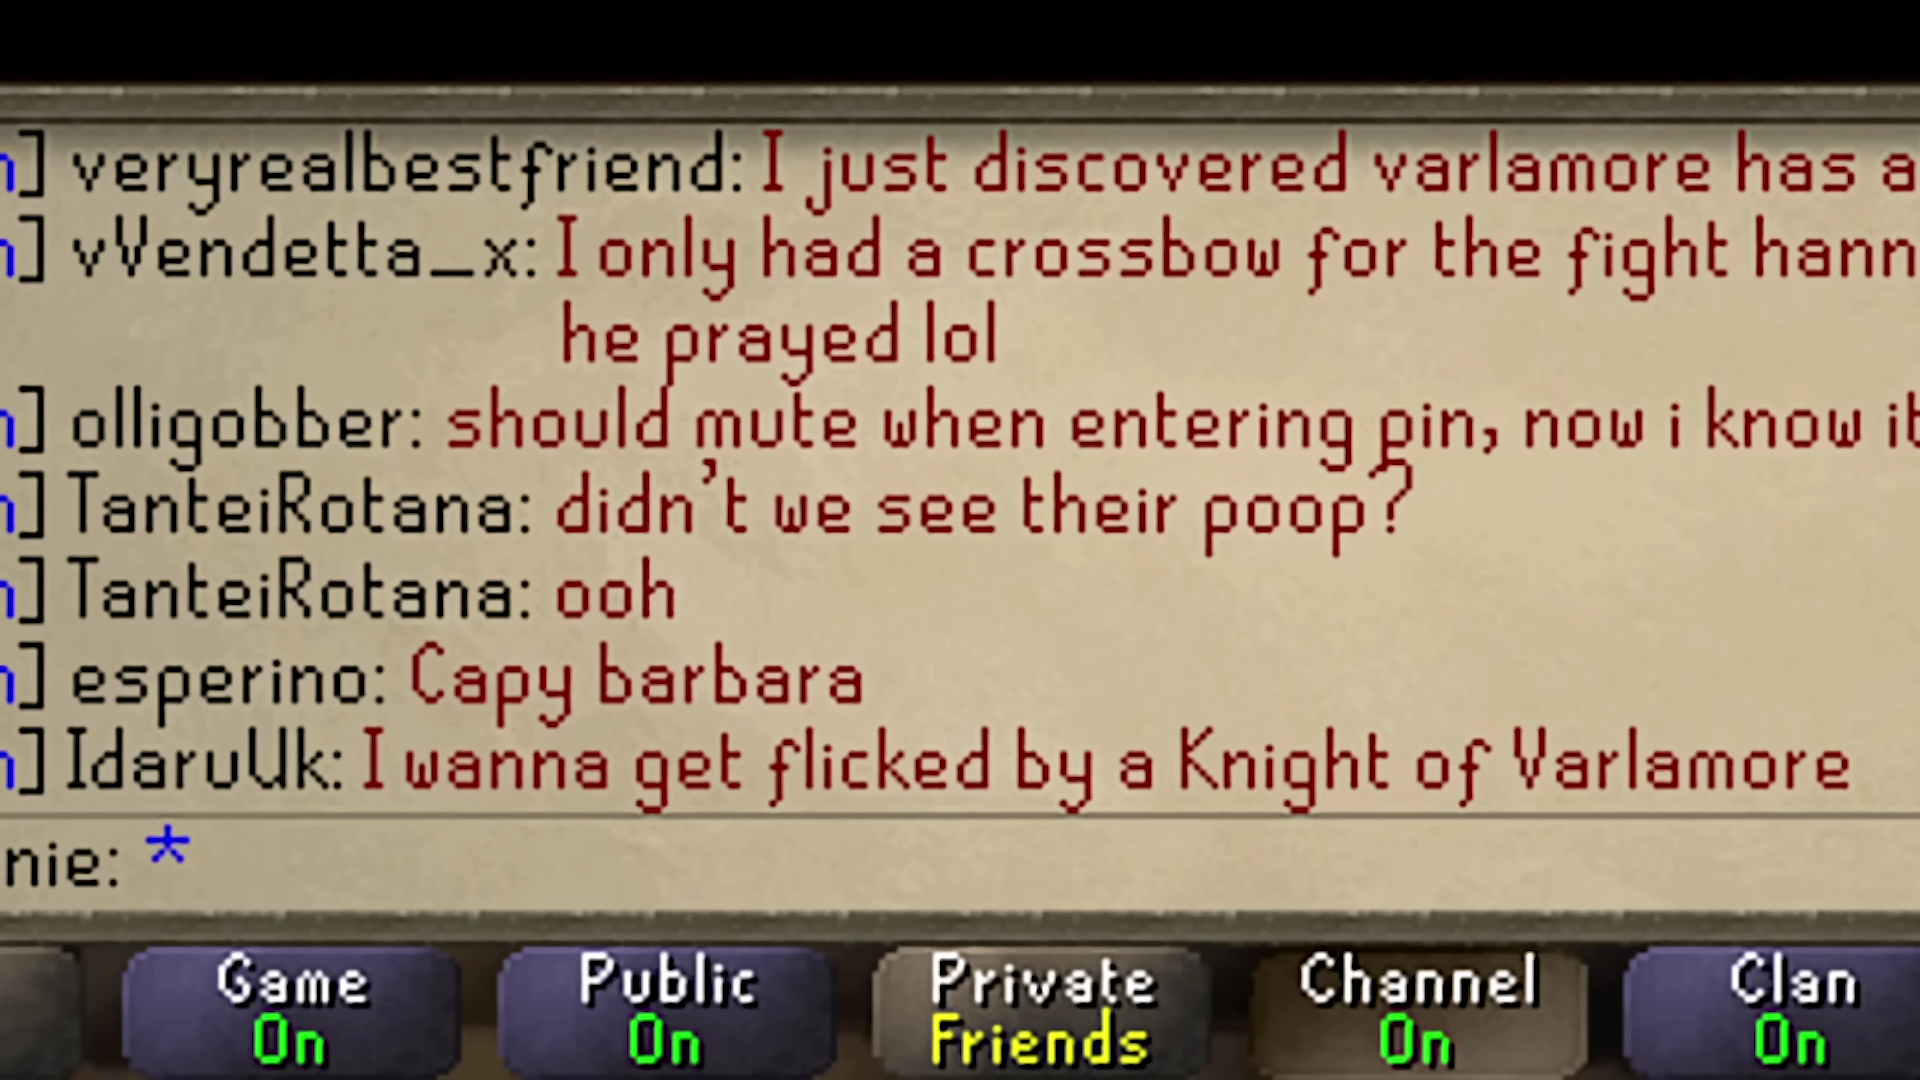 n] veryrealbestfriend: I just discovered varlamore has a
n] vVendetta_x: I only had a crossbow for the fight hann
he prayed lol
n] olligobber: should mute when entering pin, now i know it
n] TanteiRotana: didn't we see their poop?
n] TanteiRotana: ooh
n] esperino: Capy barbara
n] IdaruUk: I wanna get flicked by a Knight of Varlamore
nie: *
Game Public Private Channel Clan
On On Friends On On